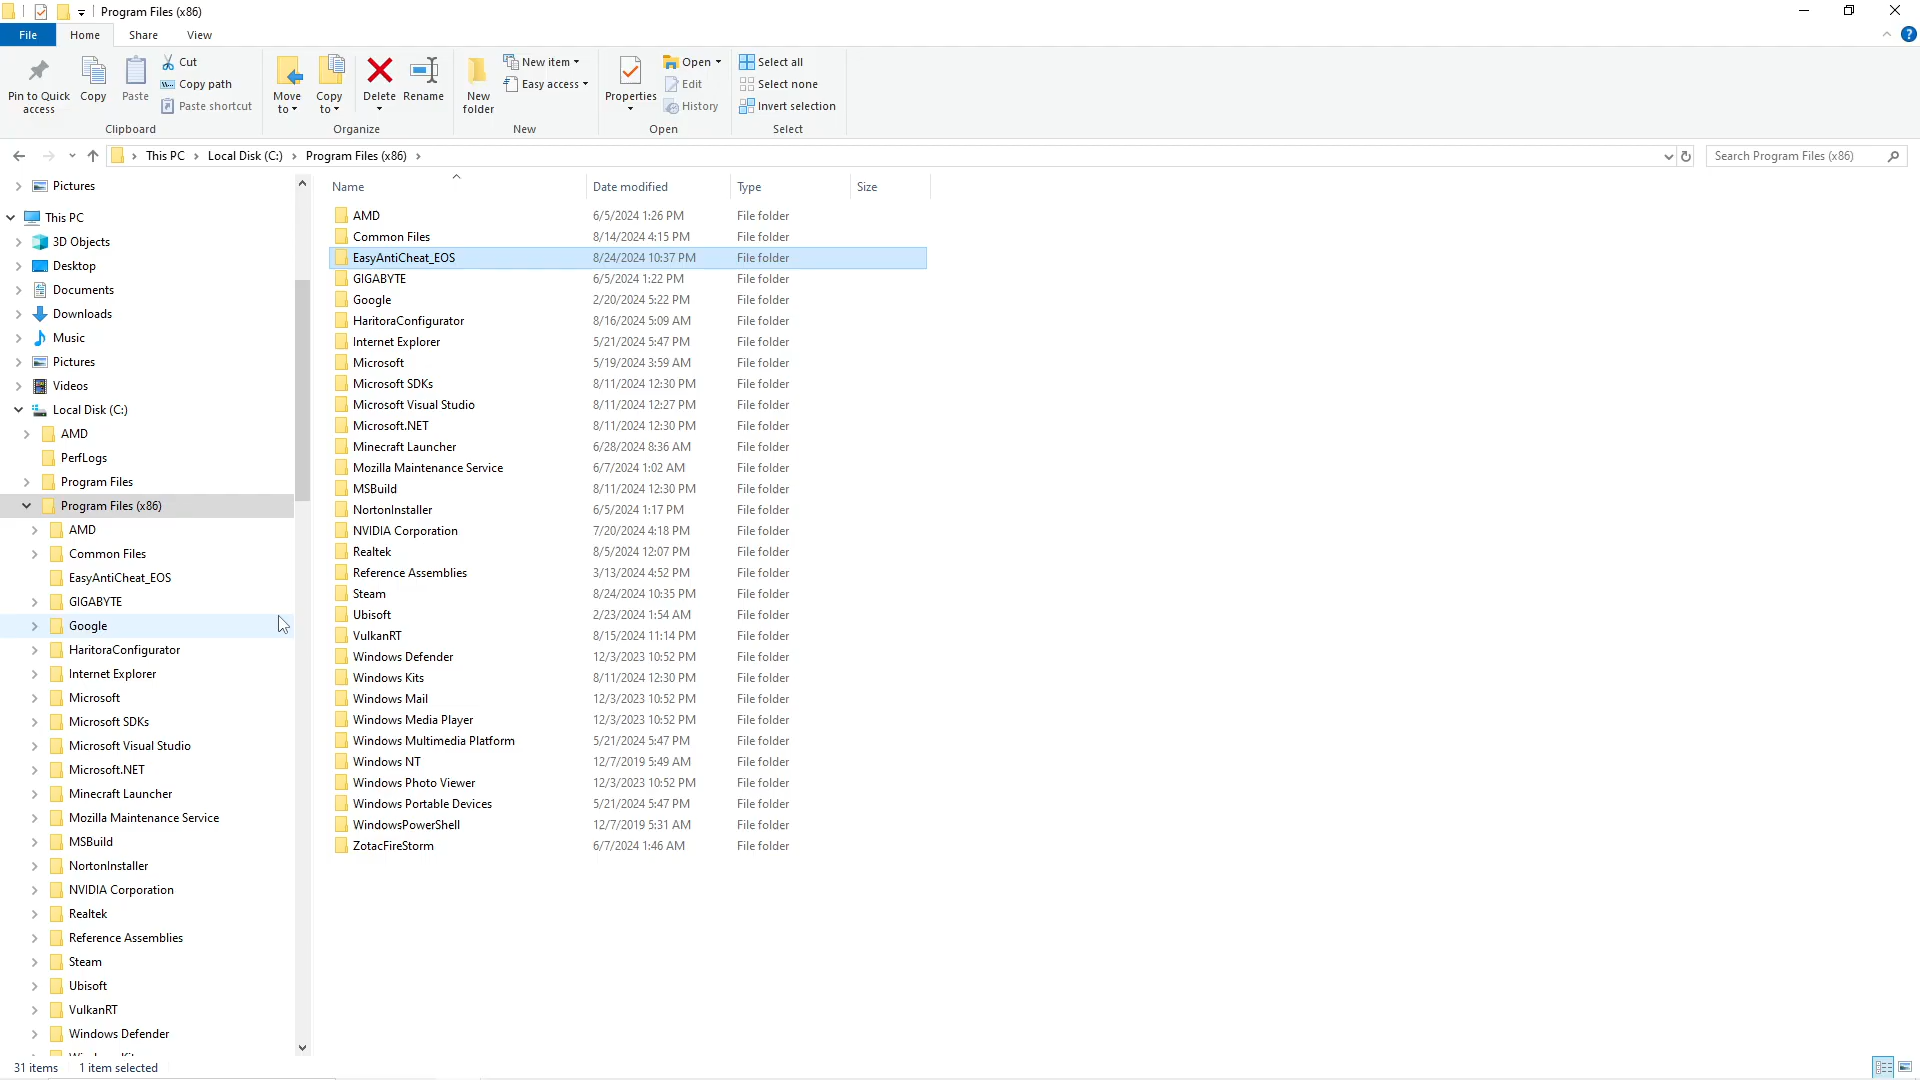 Program Files (x86)
File Home Share View
Pin to Quick access
Copy
Paste
Cut
Copy path
Paste shortcut
Clipboard
Move to
Copy to
Delete
Rename
Organize
New folder
New item
Easy access
New
Properties
Open
Edit
History
Open
Select all
Select none
Invert selection
Select
This PC Local Disk (C:) Program Files (x86)
Search Program Files (x86)
Pictures
This PC
3D Objects
Desktop
Documents
Downloads
Music
Pictures
Videos
Local Disk (C:)
AMD
PerfLogs
Program Files
Program Files (x86)
AMD
Common Files
EasyAntiCheat_EOS
GIGABYTE
Google
HaritoraConfigurator
Internet Explorer
Microsoft
Microsoft SDKs
Microsoft Visual Studio
Microsoft.NET
Minecraft Launcher
Mozilla Maintenance Service
MSBuild
NortonInstaller
NVIDIA Corporation
Realtek
Reference Assemblies
Steam
Ubisoft
VulkanRT
Windows Defender
Name Date modified Type Size
AMD 6/5/2024 1:26 PM File folder
Common Files 8/14/2024 4:15 PM File folder
EasyAntiCheat_EOS 8/24/2024 10:37 PM File folder
GIGABYTE 6/5/2024 1:22 PM File folder
Google 2/20/2024 5:22 PM File folder
HaritoraConfigurator 8/16/2024 5:09 AM File folder
Internet Explorer 5/21/2024 5:47 PM File folder
Microsoft 5/19/2024 3:59 AM File folder
Microsoft SDKs 8/11/2024 12:30 PM File folder
Microsoft Visual Studio 8/11/2024 12:27 PM File folder
Microsoft.NET 8/11/2024 12:30 PM File folder
Minecraft Launcher 6/28/2024 8:36 AM File folder
Mozilla Maintenance Service 6/7/2024 1:02 AM File folder
MSBuild 8/11/2024 12:30 PM File folder
NortonInstaller 6/5/2024 1:17 PM File folder
NVIDIA Corporation 7/20/2024 4:18 PM File folder
Realtek 8/5/2024 12:07 PM File folder
Reference Assemblies 3/13/2024 4:52 PM File folder
Steam 8/24/2024 10:35 PM File folder
Ubisoft 2/23/2024 1:54 AM File folder
VulkanRT 8/15/2024 11:14 PM File folder
Windows Defender 12/3/2023 10:52 PM File folder
Windows Kits 8/11/2024 12:30 PM File folder
Windows Mail 12/3/2023 10:52 PM File folder
Windows Media Player 12/3/2023 10:52 PM File folder
Windows Multimedia Platform 5/21/2024 5:47 PM File folder
Windows NT 12/7/2019 5:49 AM File folder
Windows Photo Viewer 12/3/2023 10:52 PM File folder
Windows Portable Devices 5/21/2024 5:47 PM File folder
WindowsPowerShell 12/7/2019 5:31 AM File folder
ZotacFireStorm 6/7/2024 1:46 AM File folder
31 items 1 item selected